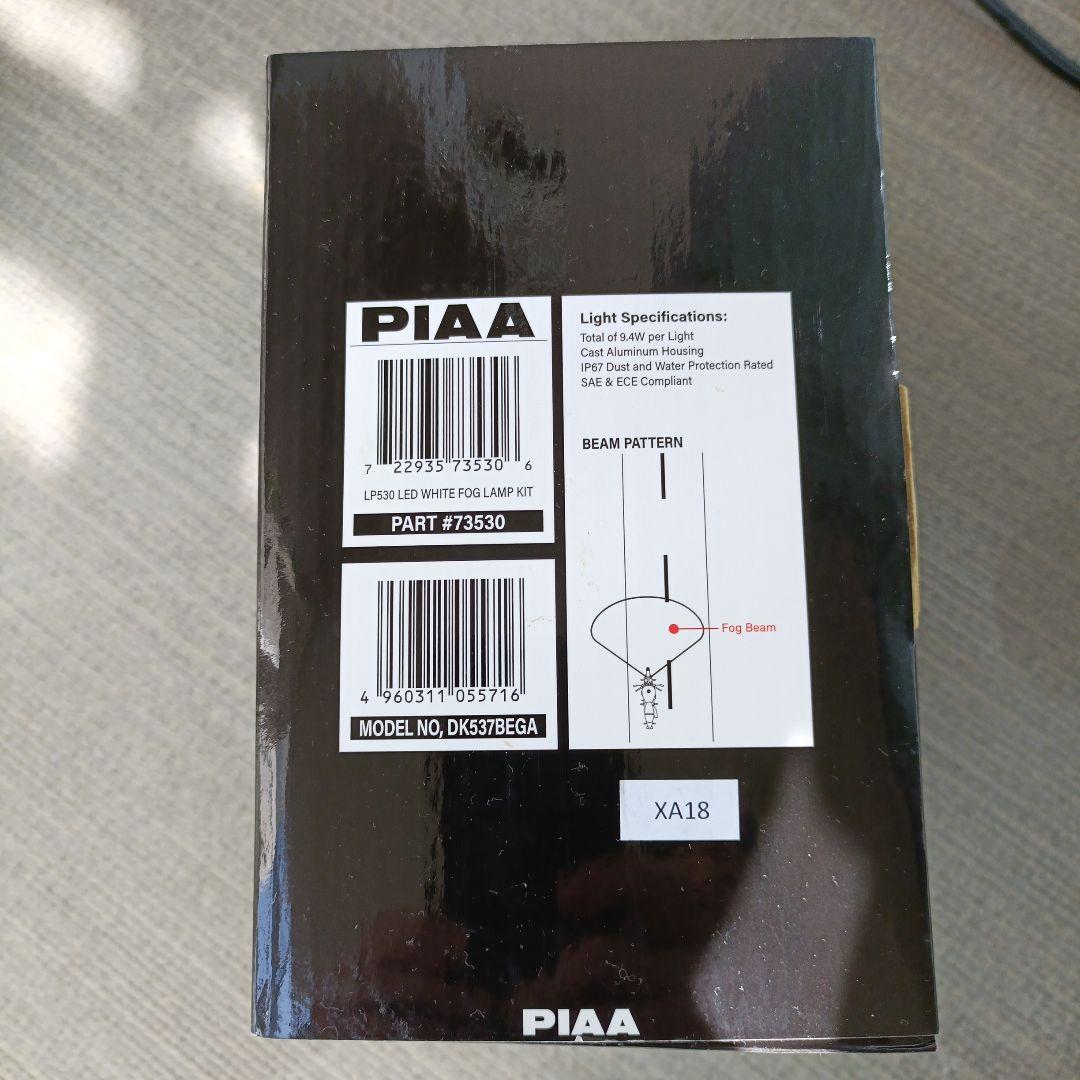 PIAA
7 22935 73530 6
LP530 LED WHITE FOG LAMP KIT
PART #73530
4 960311 055716
MODEL NO, DK537BEGA
Light Specifications:
Total of 9.4W per Light
Cast Aluminum Housing
IP67 Dust and Water Protection Rated
SAE & ECE Compliant
BEAM PATTERN
Fog Beam
XA18
PIAA